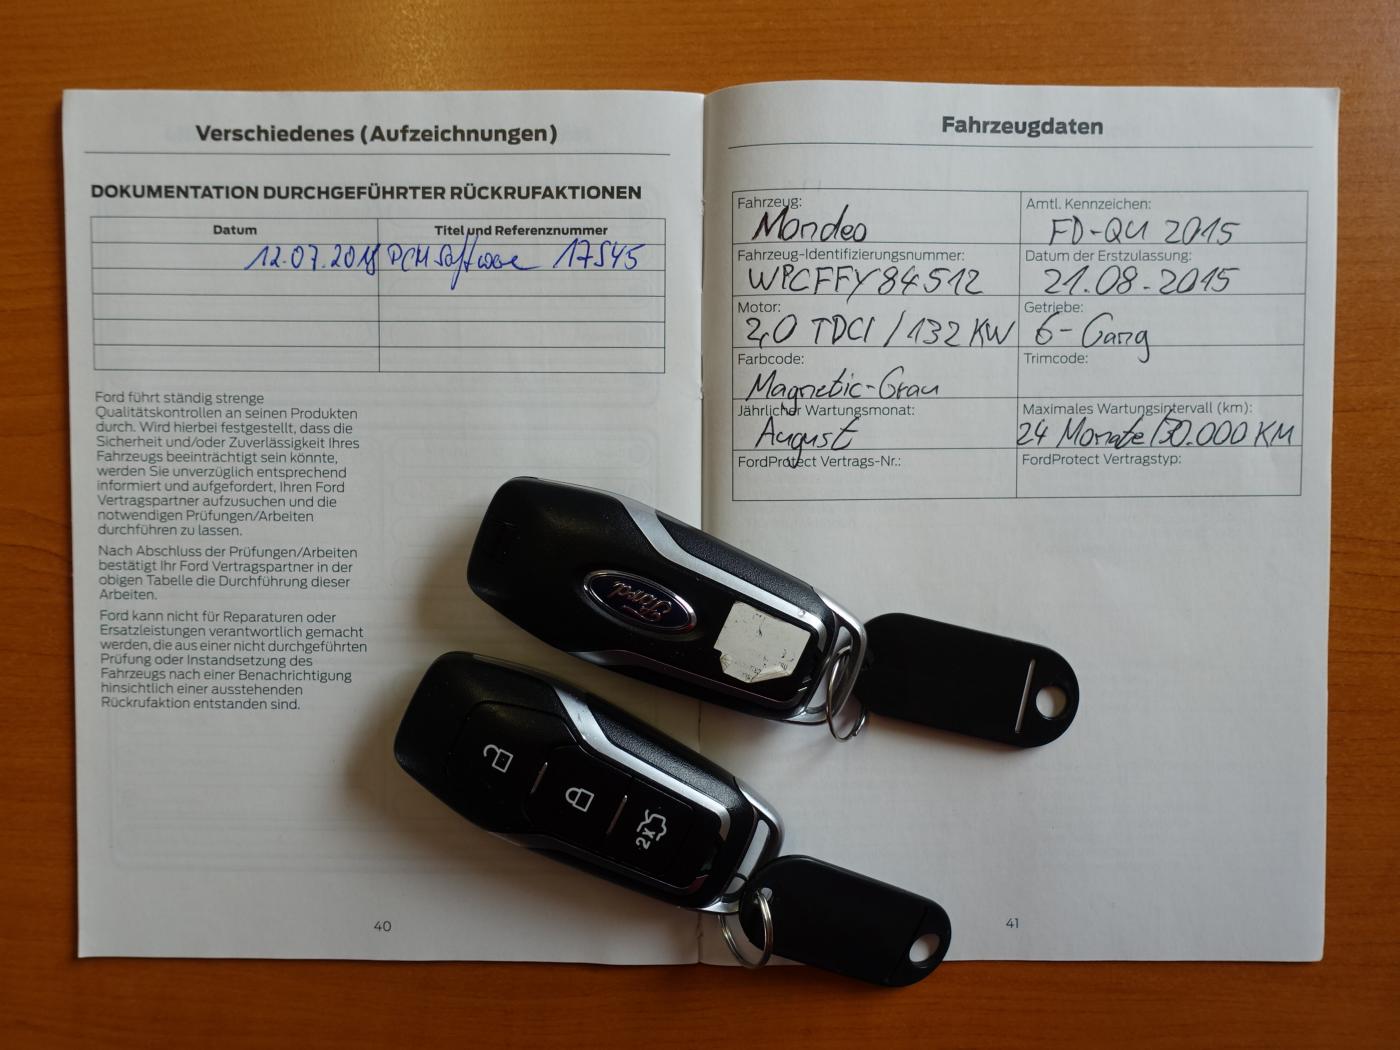 Verschiedenes (Aufzeichnungen)
DOKUMENTATION DURCHGEFÜHRTER RÜCKRUFAKTIONEN
Datum
Titel und Referenznummer
12.07.2018 PCM Software 17S45
Ford führt ständig strenge
Qualitätskontrollen an seinen Produkten
durch. Wird hierbei festgestellt, dass die
Sicherheit und/oder Zuverlässigkeit Ihres
Fahrzeugs beeinträchtigt sein könnte,
werden Sie unverzüglich entsprechend
informiert und aufgefordert, Ihren Ford
Vertragspartner aufzusuchen und die
notwendigen Prüfungen/Arbeiten
durchführen zu lassen.
Nach Abschluss der Prüfungen/Arbeiten
bestätigt Ihr Ford Vertragspartner in der
obigen Tabelle die Durchführung dieser
Arbeiten.
Ford kann nicht für Reparaturen oder
Ersatzleistungen verantwortlich gemacht
werden, die aus einer nicht durchgeführten
Prüfung oder Instandsetzung des
Fahrzeugs nach einer Benachrichtigung
hinsichtlich einer ausstehenden
Rückrufaktion entstanden sind.
40
Fahrzeugdaten
Fahrzeug:
Mondeo
Amtl. Kennzeichen:
FD-QU 2015
Fahrzeug-Identifizierungsnummer:
WPCFFY84512
Datum der Erstzulassung:
21.08.2015
Motor:
2,0 TDCI / 132 KW
Getriebe:
6-Gang
Farbcode:
Magnetic-Grau
Trimcode:
Jährlicher Wartungsmonat:
August
Maximales Wartungsintervall (km):
24 Monate/30.000 KM
FordProtect Vertrags-Nr.:
FordProtect Vertragstyp:
41
Ford
2x